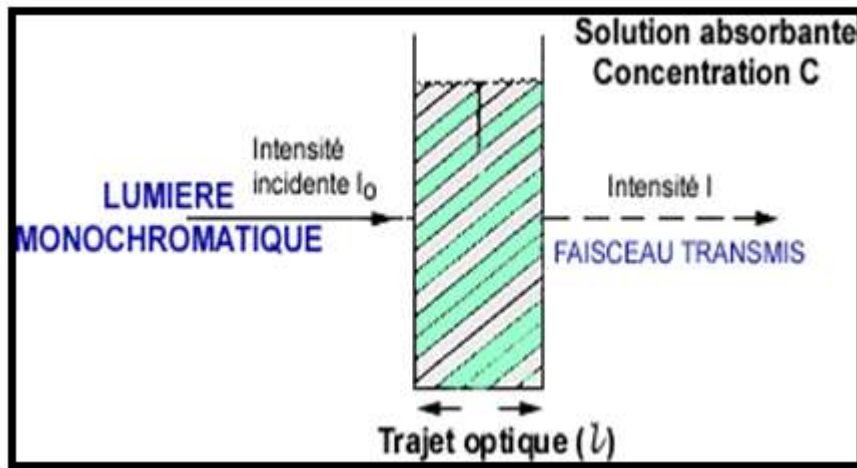 Solution absorbante
Concentration C
Intensité
incidente I₀
LUMIERE
MONOCHROMATIQUE
Intensité I
FAISCEAU TRANSMIS
Trajet optique (l)